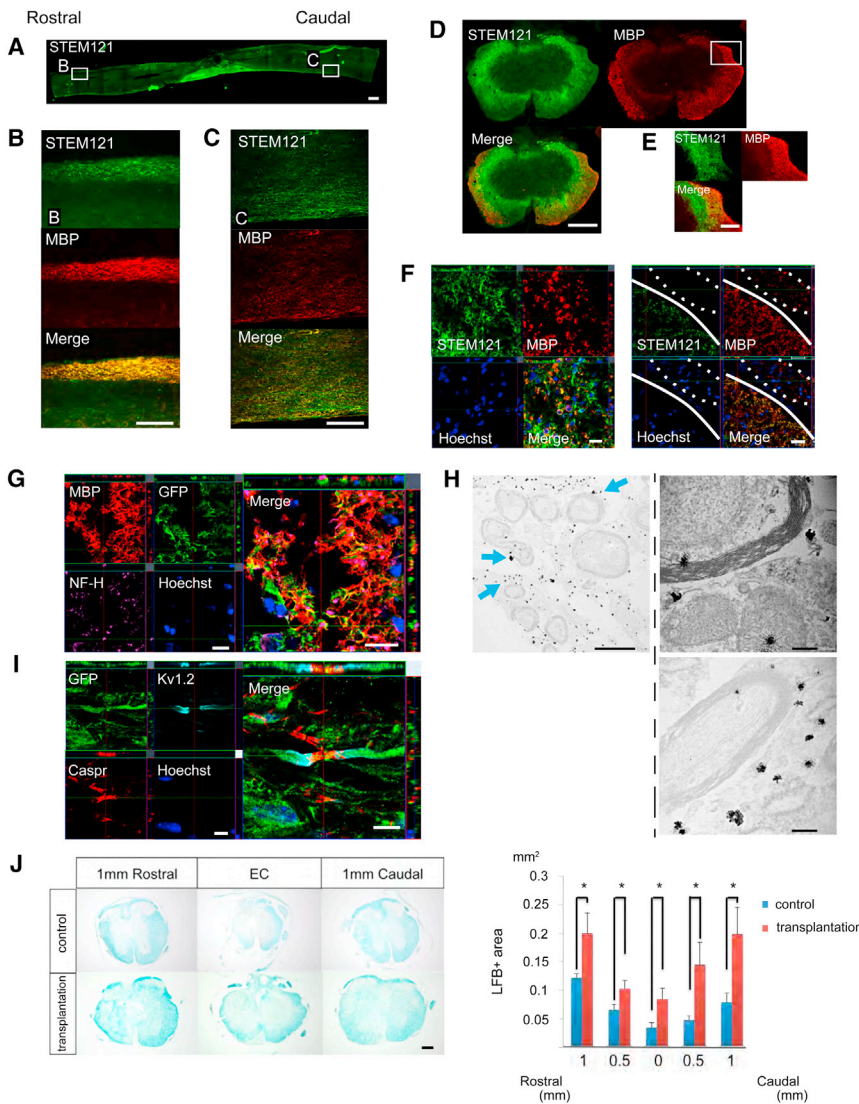 Rostral Caudal
A
STEM121
B
C
B
STEM121
B
MBP
Merge
C
STEM121
C
MBP
Merge
D
STEM121 MBP
Merge
E
STEM121 MBP
Merge
F
STEM121 MBP
Hoechst Merge
STEM121 MBP
Hoechst Merge
G
MBP GFP Merge
NF-H Hoechst
H
I
GFP Kv1.2 Merge
Caspr Hoechst
J
1mm Rostral EC 1mm Caudal
control
transplantation
mm²
0.3
0.25
0.2
0.15
0.1
0.05
LFB+ area
* * * * *
control
transplantation
1 0.5 0 0.5 1
Rostral Caudal
(mm) (mm)